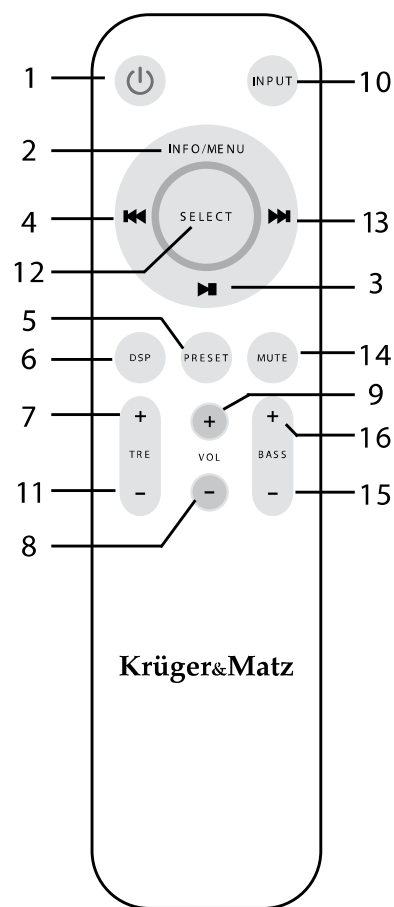 1
INPUT
10
2
INFO/MENU
4
SELECT
13
12
3
5
6
DSP
PRESET
MUTE
14
7
+
+
+
9
16
TRE
VOL
BASS
11
-
-
-
15
8
Krüger&Matz